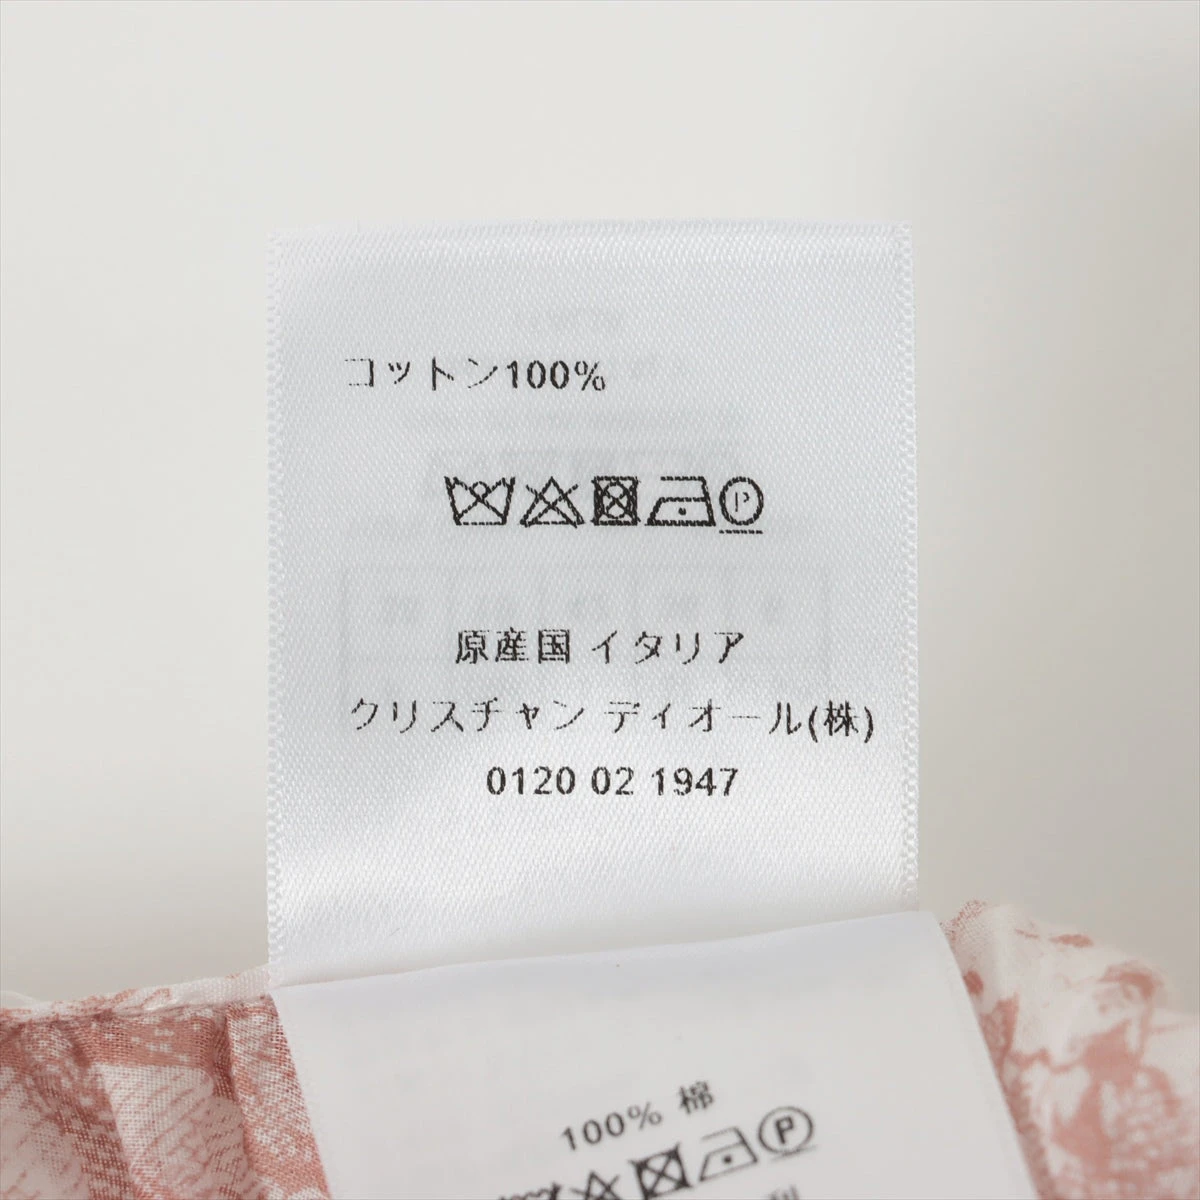 コットン100%
P
原産国 イタリア
クリスチャン ディオール(株)
0120 02 1947
100% 棉
P